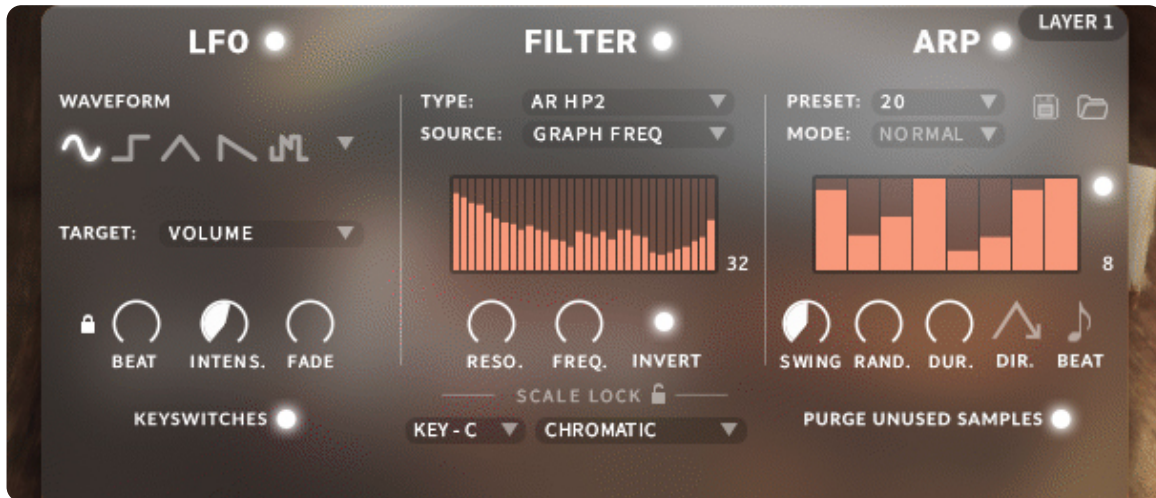 LAYER 1
LFO
FILTER
ARP
WAVEFORM
TARGET: VOLUME
BEAT INTENS. FADE
KEYSWITCHES
TYPE: AR HP2
SOURCE: GRAPH FREQ
32
RESO. FREQ. INVERT
SCALE LOCK
KEY - C CHROMATIC
PRESET: 20
MODE: NORMAL
8
SWING RAND. DUR. DIR. BEAT
PURGE UNUSED SAMPLES